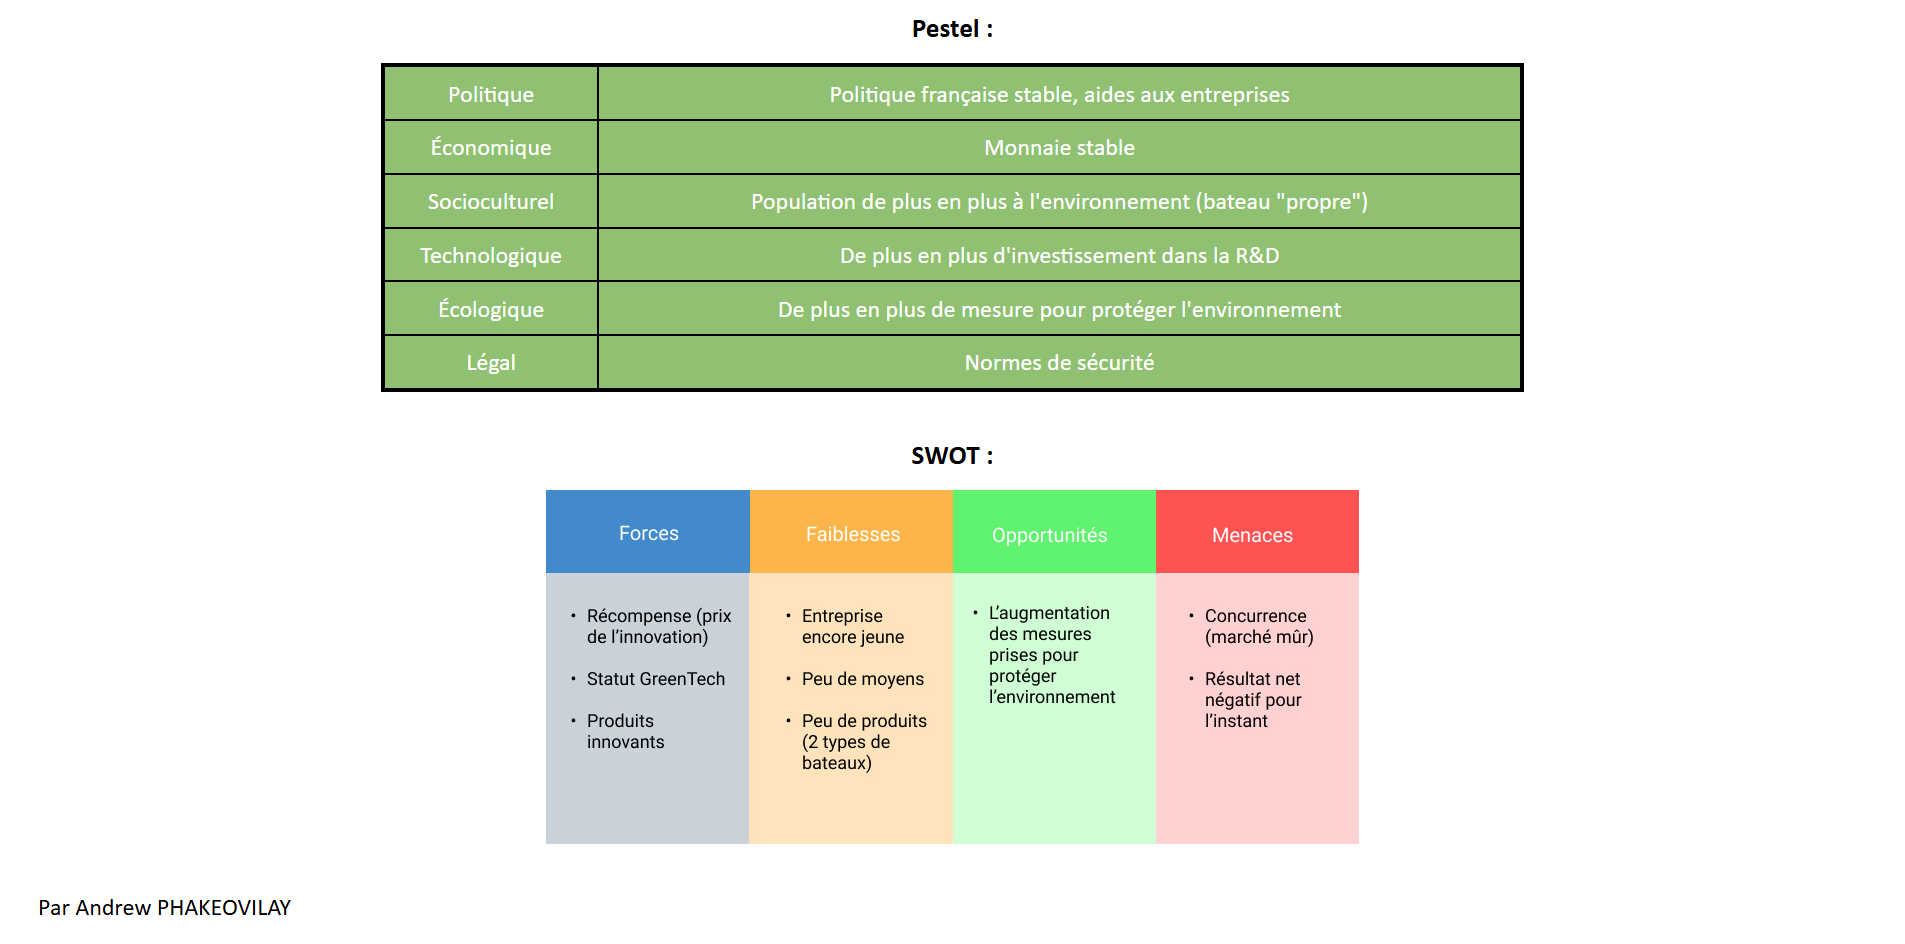 Pestel :
Politique
Politique française stable, aides aux entreprises
Économique
Monnaie stable
Socioculturel
Population de plus en plus à l'environnement (bateau "propre")
Technologique
De plus en plus d'investissement dans la R&D
Écologique
De plus en plus de mesure pour protéger l'environnement
Légal
Normes de sécurité
SWOT :
Forces
Faiblesses
Opportunités
Menaces
• Récompense (prix
de l’innovation)
• Statut GreenTech
• Produits
innovants
• Entreprise
encore jeune
• Peu de moyens
• Peu de produits
(2 types de
bateaux)
• L’augmentation
des mesures
prises pour
protéger
l’environnement
• Concurrence
(marché mûr)
• Résultat net
négatif pour
l’instant
Par Andrew PHAKEOVILAY